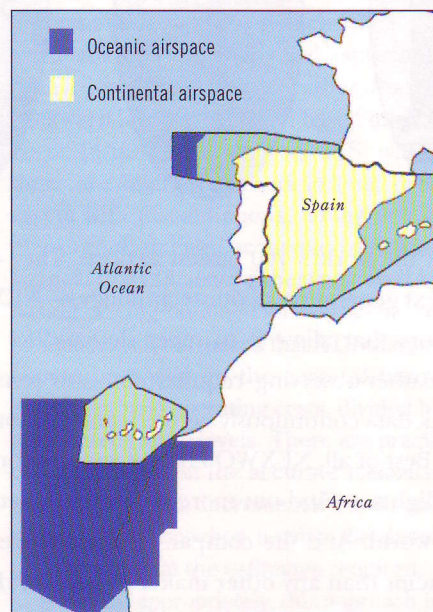 Oceanic airspace
Continental airspace
Spain
Atlantic
Ocean
Africa